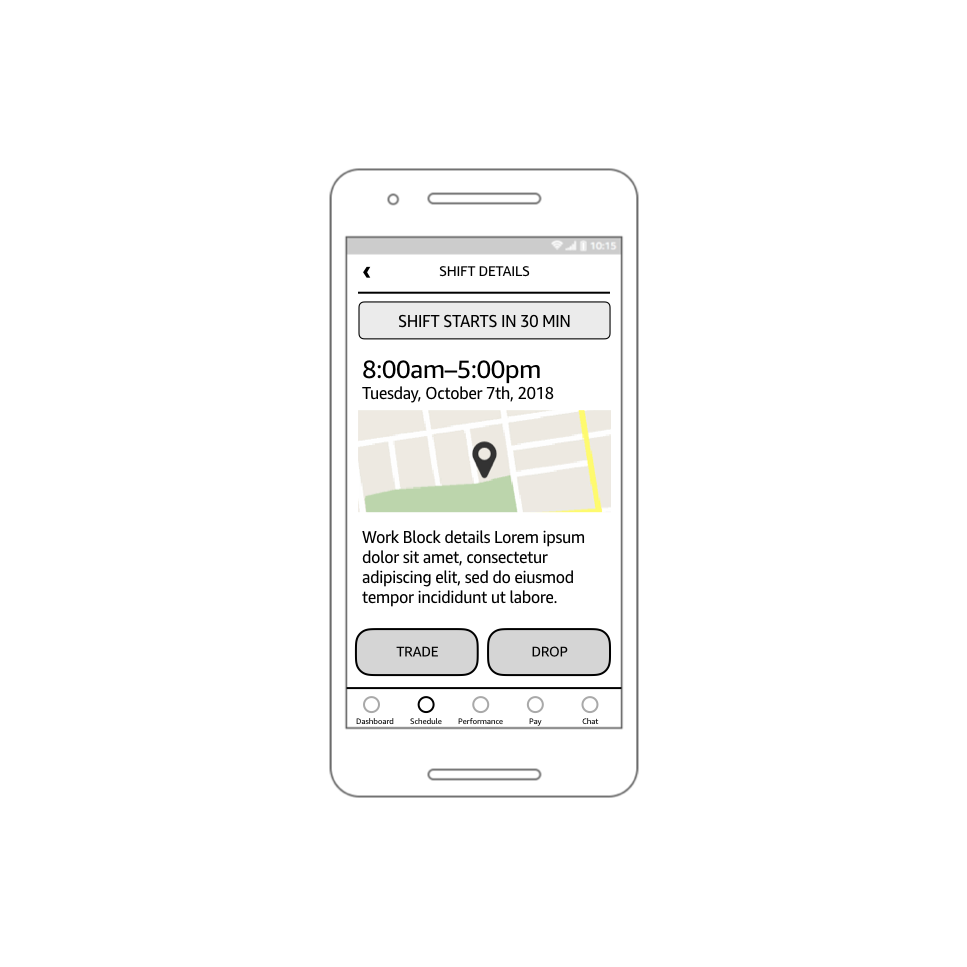 10:15
SHIFT DETAILS
SHIFT STARTS IN 30 MIN
8:00am–5:00pm
Tuesday, October 7th, 2018
Work Block details Lorem ipsum
dolor sit amet, consectetur
adipiscing elit, sed do eiusmod
tempor incididunt ut labore.
TRADE DROP
Dashboard Schedule Performance Pay Chat